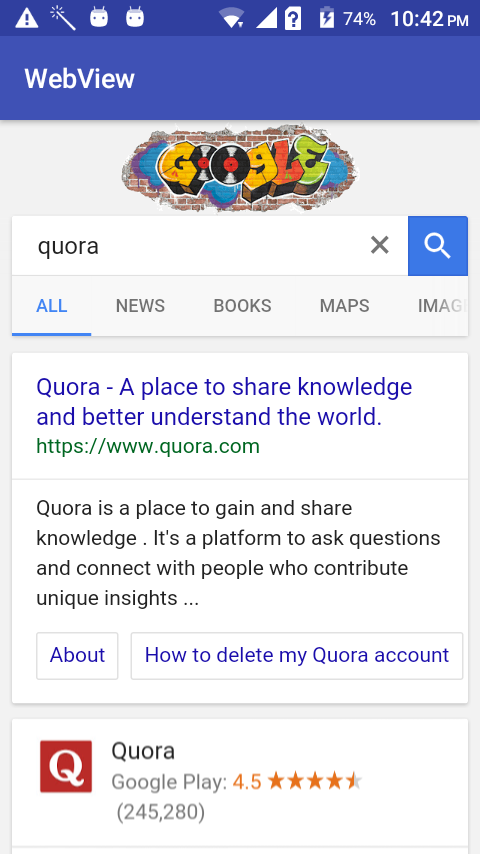 74% 10:42 PM
WebView
GOOGLE
quora
ALL NEWS BOOKS MAPS IMAG
Quora - A place to share knowledge
and better understand the world.
https://www.quora.com
Quora is a place to gain and share
knowledge . It's a platform to ask questions
and connect with people who contribute
unique insights ...
About How to delete my Quora account
Q Quora
Google Play: 4.5
(245,280)